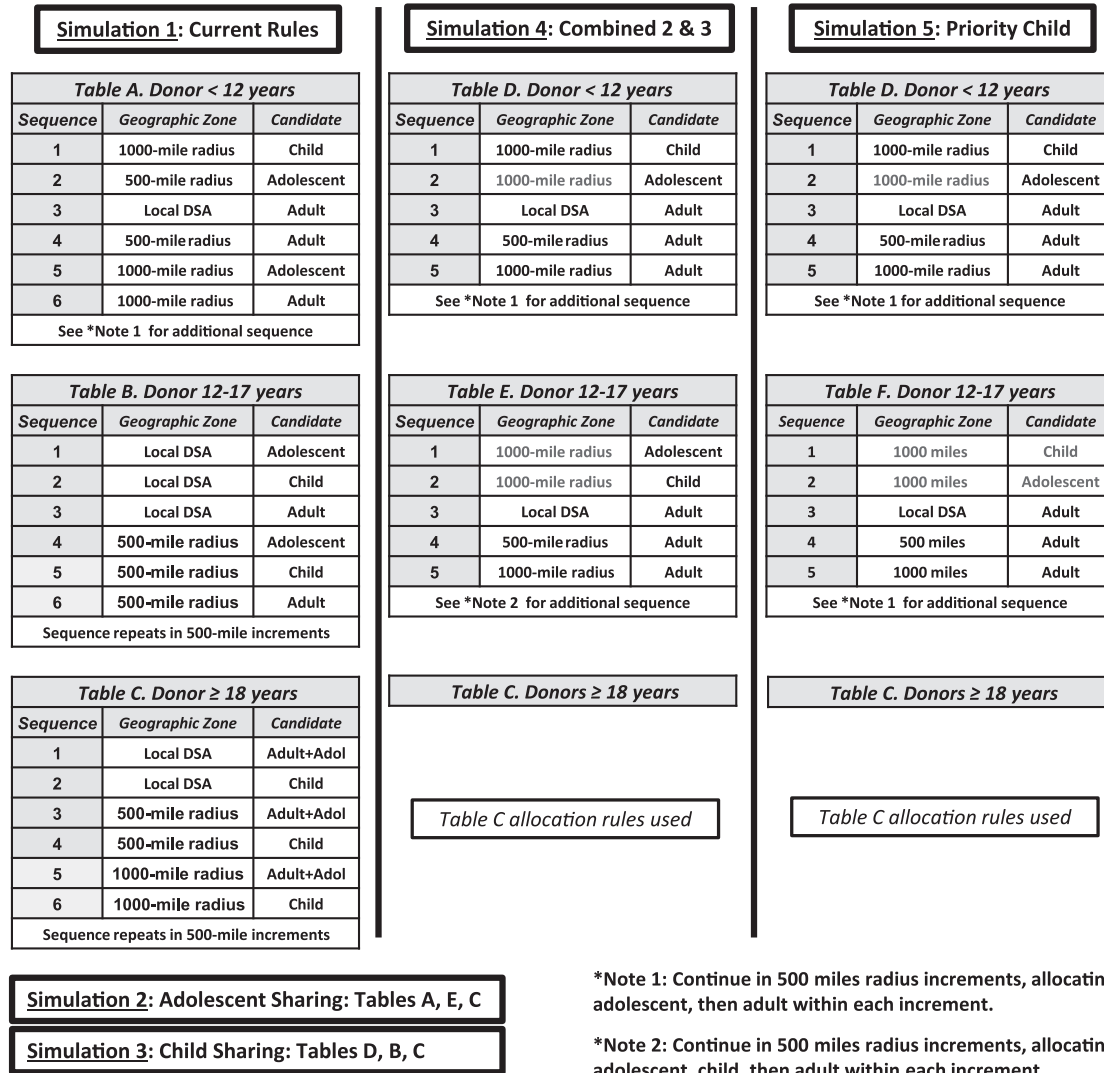 Simulation 1: Current Rules
Table A. Donor < 12 years
Sequence Geographic Zone Candidate
1 1000-mile radius Child
2 500-mile radius Adolescent
3 Local DSA Adult
4 500-mile radius Adult
5 1000-mile radius Adolescent
6 1000-mile radius Adult
See *Note 1 for additional sequence
Table B. Donor 12-17 years
Sequence Geographic Zone Candidate
1 Local DSA Adolescent
2 Local DSA Child
3 Local DSA Adult
4 500-mile radius Adolescent
5 500-mile radius Child
6 500-mile radius Adult
Sequence repeats in 500-mile increments
Table C. Donor ≥ 18 years
Sequence Geographic Zone Candidate
1 Local DSA Adult+Adol
2 Local DSA Child
3 500-mile radius Adult+Adol
4 500-mile radius Child
5 1000-mile radius Adult+Adol
6 1000-mile radius Child
Sequence repeats in 500-mile increments
Simulation 4: Combined 2 & 3
Table D. Donor < 12 years
Sequence Geographic Zone Candidate
1 1000-mile radius Child
2 1000-mile radius Adolescent
3 Local DSA Adult
4 500-mile radius Adult
5 1000-mile radius Adult
See *Note 1 for additional sequence
Table E. Donor 12-17 years
Sequence Geographic Zone Candidate
1 1000-mile radius Adolescent
2 1000-mile radius Child
3 Local DSA Adult
4 500-mile radius Adult
5 1000-mile radius Adult
See *Note 2 for additional sequence
Table C. Donors ≥ 18 years
Table C allocation rules used
Simulation 5: Priority Child
Table D. Donor < 12 years
Sequence Geographic Zone Candidate
1 1000-mile radius Child
2 1000-mile radius Adolescent
3 Local DSA Adult
4 500-mile radius Adult
5 1000-mile radius Adult
See *Note 1 for additional sequence
Table F. Donor 12-17 years
Sequence Geographic Zone Candidate
1 1000 miles Child
2 1000 miles Adolescent
3 Local DSA Adult
4 500 miles Adult
5 1000 miles Adult
See *Note 1 for additional sequence
Table C. Donors ≥ 18 years
Table C allocation rules used
Simulation 2: Adolescent Sharing: Tables A, E, C
Simulation 3: Child Sharing: Tables D, B, C
*Note 1: Continue in 500 miles radius increments, allocatin
adolescent, then adult within each increment.
*Note 2: Continue in 500 miles radius increments, allocatin
adolescent, child, then adult within each increment